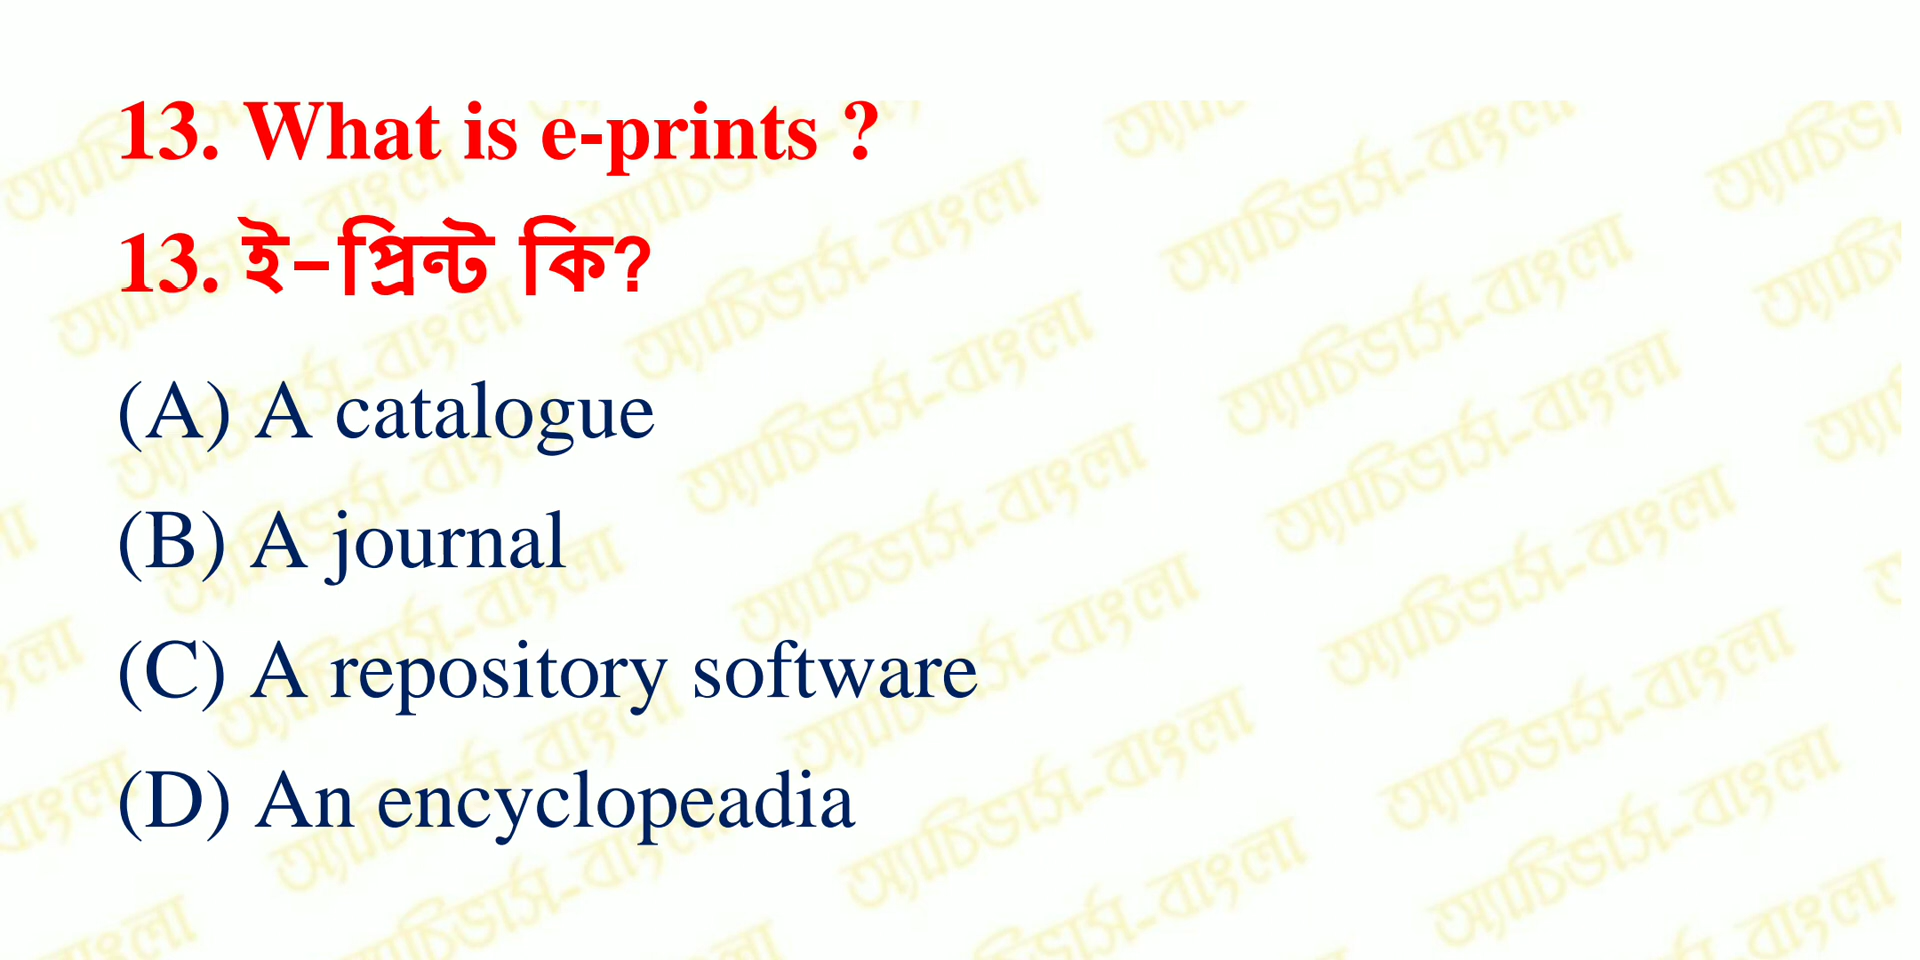 13. What is e-prints ?
13. ই-প্রিন্ট কি?
(A) A catalogue
(B) A journal
(C) A repository software
(D) An encyclopeadia
অ্যাচিভার্স-বাংলা